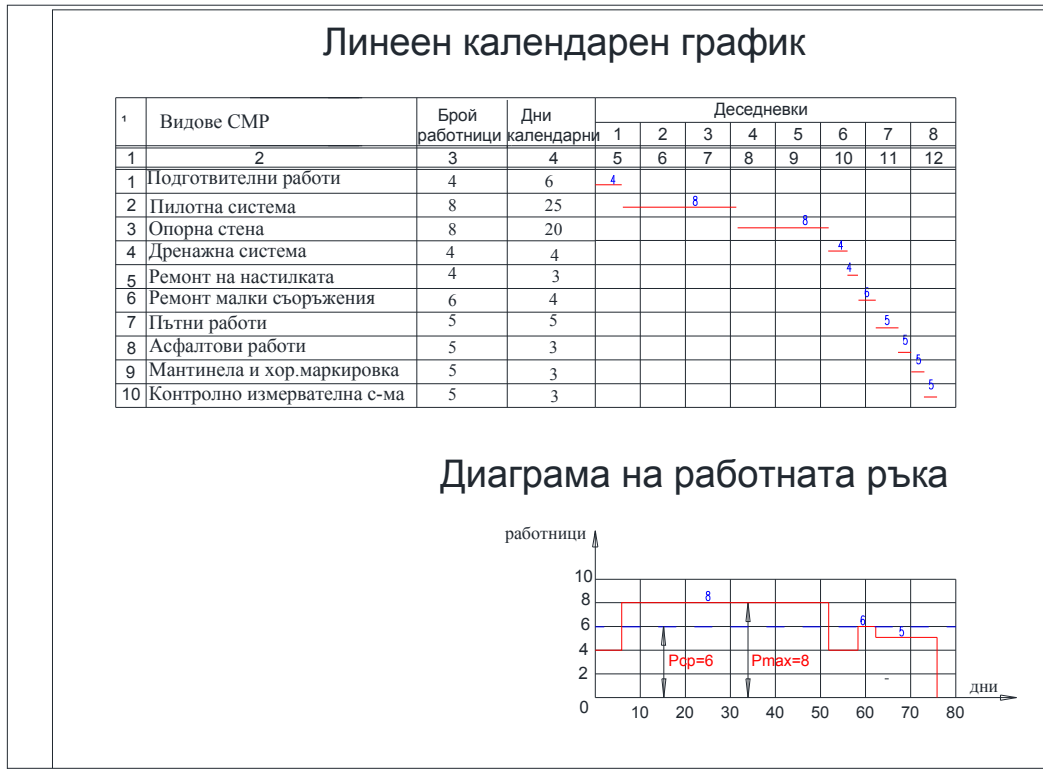 Линеен календарен график
1 Видове СМР Брой работници Дни календарни Деседневки
1 2 3 4 5 6 7 8
1 2 3 4 5 6 7 8 9 10 11 12
1 Подготвителни работи 4 6 4
2 Пилотна система 8 25 8
3 Опорна стена 8 20 8
4 Дренажна система 4 4 4
5 Ремонт на настилката 4 3 4
6 Ремонт малки съоръжения 6 4 6
7 Пътни работи 5 5 5
8 Асфалтови работи 5 3 5
9 Мантинела и хор.маркировка 5 3 5
10 Контролно измервателна с-ма 5 3 5
Диаграма на работната ръка
работници
10
8 8
6 6 5
4 Рср=6 Pmax=8
2
дни
0 10 20 30 40 50 60 70 80